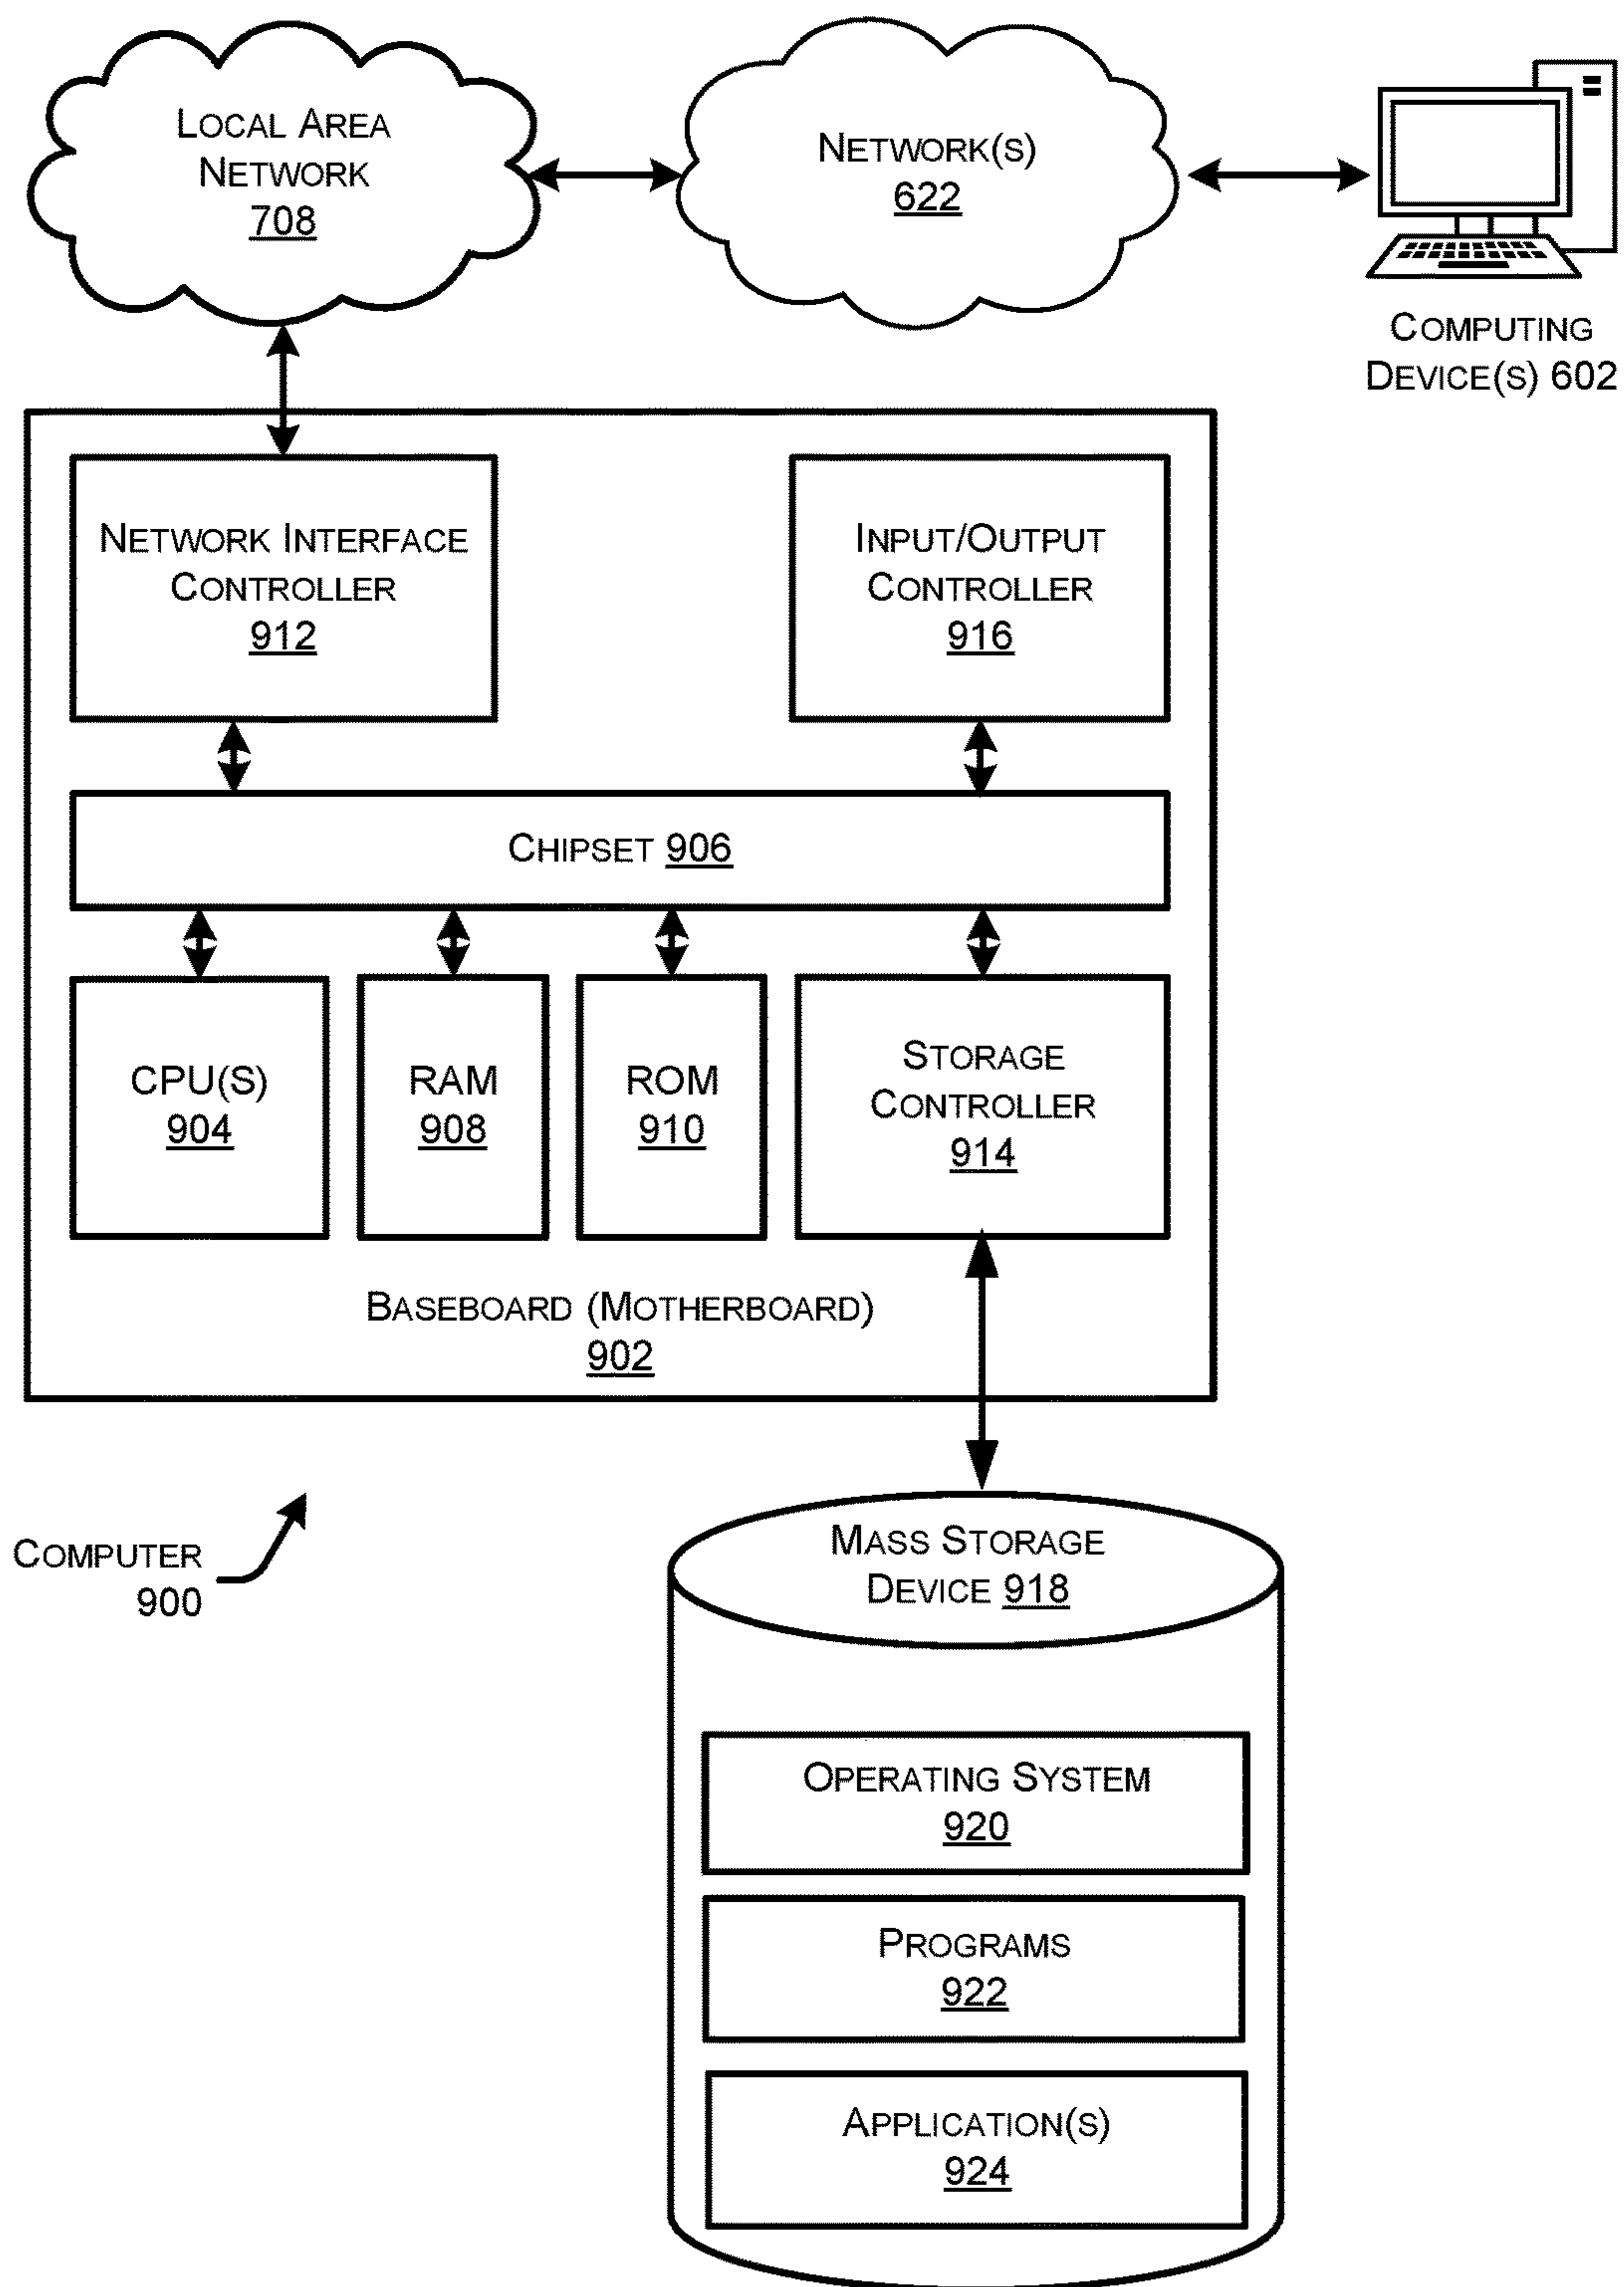 LOCAL AREA
NETWORK
708
NETWORK(S)
622
COMPUTING
DEVICE(S) 602
NETWORK INTERFACE
CONTROLLER
912
INPUT/OUTPUT
CONTROLLER
916
CHIPSET 906
CPU(S)
904
RAM
908
ROM
910
STORAGE
CONTROLLER
914
BASEBOARD (MOTHERBOARD)
902
COMPUTER
900
MASS STORAGE
DEVICE 918
OPERATING SYSTEM
920
PROGRAMS
922
APPLICATION(S)
924